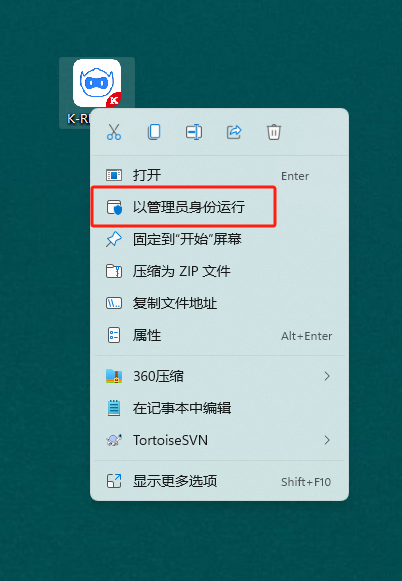 K
K-R
打开 Enter
以管理员身份运行
固定到“开始”屏幕
压缩为 ZIP 文件
复制文件地址
属性 Alt+Enter
360压缩
在记事本中编辑
TortoiseSVN
显示更多选项 Shift+F10